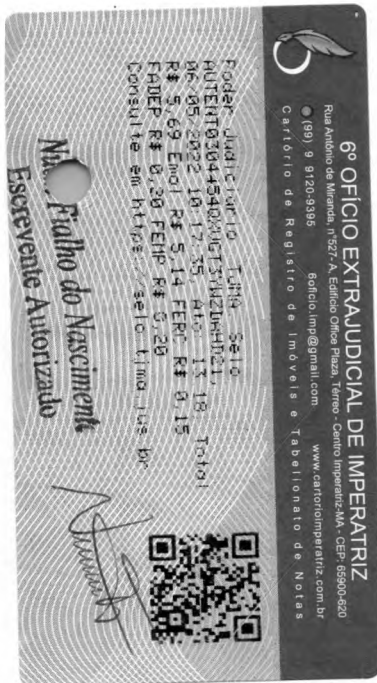 6º OFÍCIO EXTRAJUDICIAL DE IMPERATRIZ
Rua Antônio de Miranda, nº527- A, Edifício Office Plaza, Térreo - Centro Imperatriz-MA - CEP: 65900-620
(99) 9 9120-9395 6oficio.imp@gmail.com www.cartorioimperatriz.com.br
Cartório de Registro de Imóveis e Tabelionato de Notas
Poder Judiciário TJMA Selo
06/05/2022 10:17:35, Ato: 13.18, Total
R$ 5,69 Emol R$ 5,14 FERC R$ 0,15
FADEP R$ 0,20 FEMP R$ 0,20
Consulte em https://selo.tjma.jus.br
Fialho do Nascimento
Escrevente Autorizado